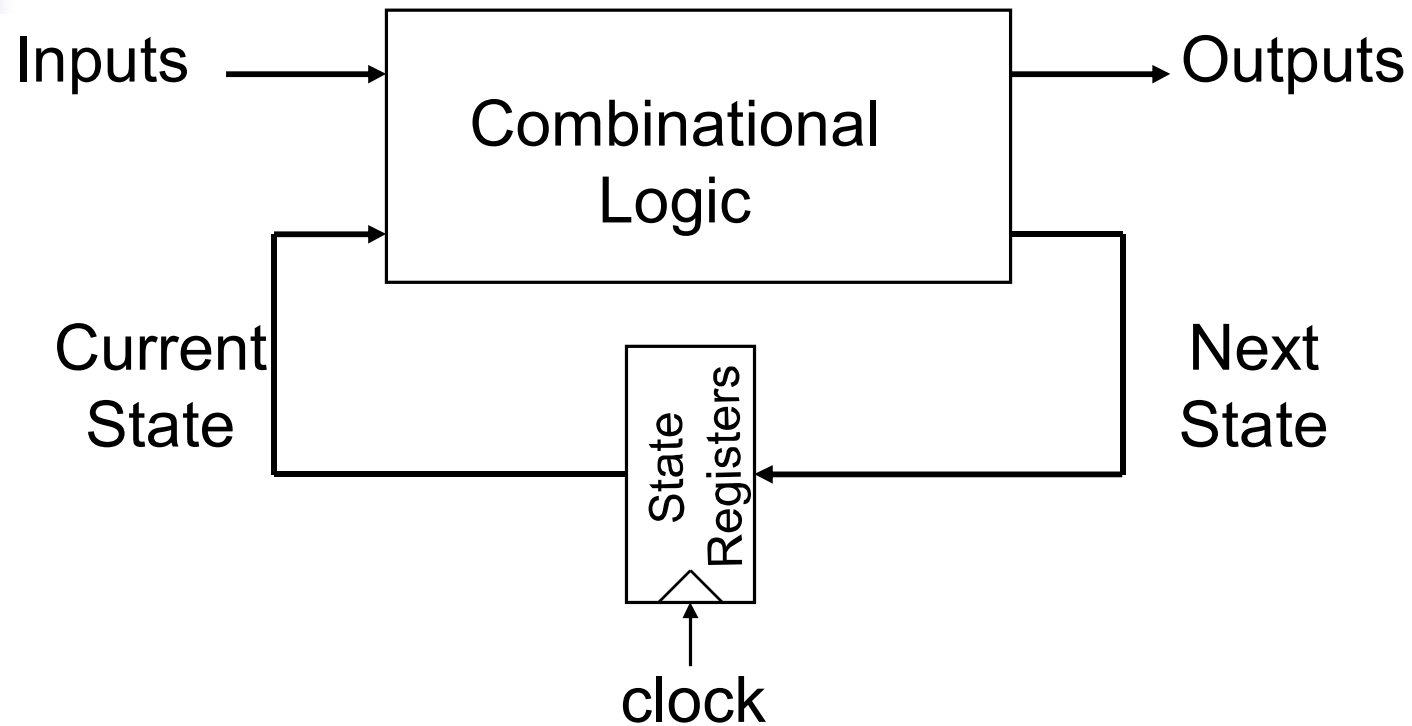 Inputs
Outputs
Combinational
Logic
Current
State
Next
State
State
Registers
clock